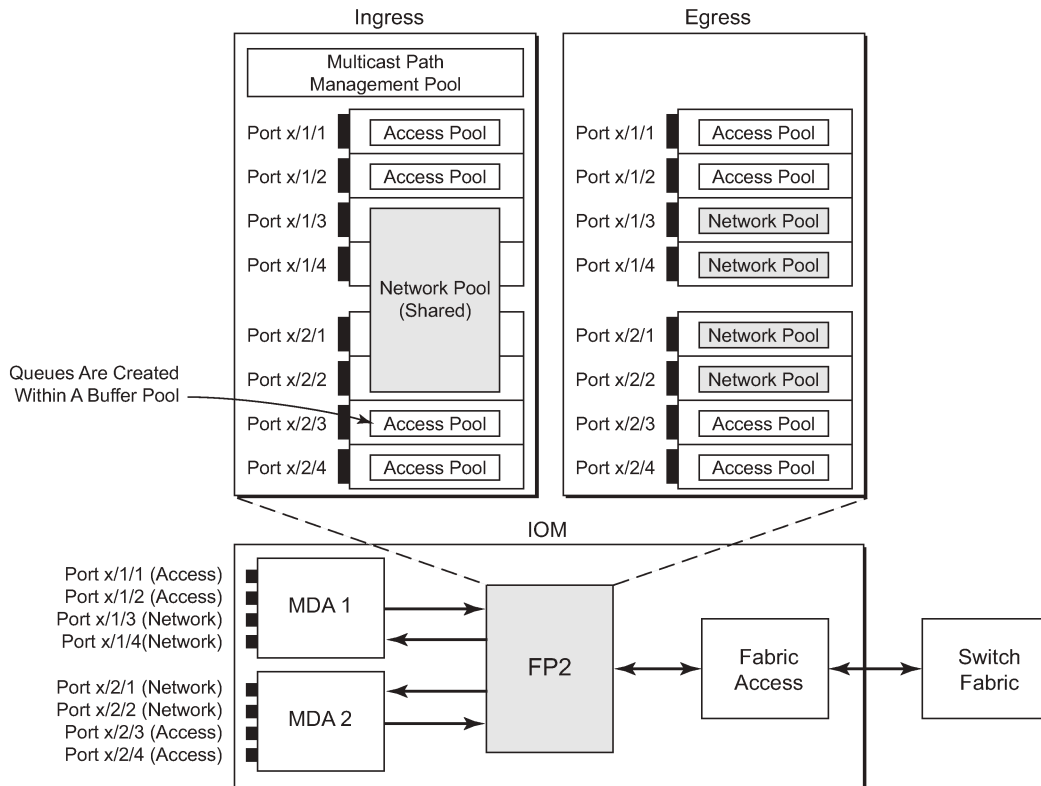 Ingress
Multicast Path
Management Pool
Port x/1/1
Access Pool
Port x/1/2
Access Pool
Port x/1/3
Port x/1/4
Network Pool
(Shared)
Port x/2/1
Port x/2/2
Queues Are Created
Within A Buffer Pool
Port x/2/3
Access Pool
Port x/2/4
Access Pool
Egress
Port x/1/1
Access Pool
Port x/1/2
Access Pool
Port x/1/3
Network Pool
Port x/1/4
Network Pool
Port x/2/1
Network Pool
Port x/2/2
Network Pool
Port x/2/3
Access Pool
Port x/2/4
Access Pool
IOM
Port x/1/1 (Access)
Port x/1/2 (Access)
Port x/1/3 (Network)
Port x/1/4(Network)
MDA 1
Port x/2/1 (Network)
Port x/2/2 (Network)
Port x/2/3 (Access)
Port x/2/4 (Access)
MDA 2
FP2
Fabric
Access
Switch
Fabric